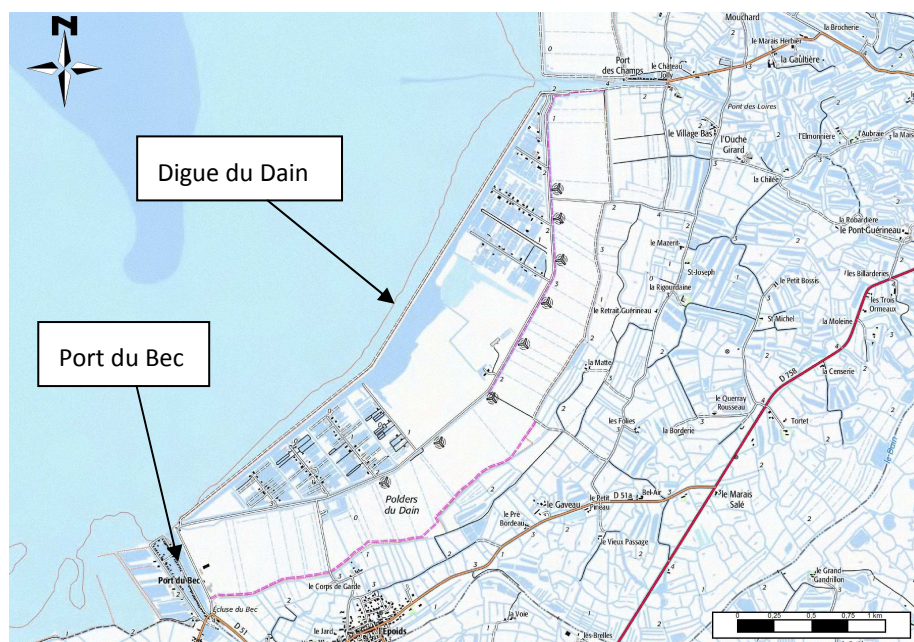 N
Mouchard
la Brocherie
le Marais Herbier
la Gaultière
Port
des Champs
le Château
Jolly
Pont des Loires
le Village Bas
l'Ouche
Girard
l'Elmonnière
l'Aubraie
la Chilée
la Robardière
le Pont-Guérineau
Digue du Dain
le Mazerit
St-Joseph
la Rigourdaine
le Petit Bossis
les Billarderies
les Trois
Ormeaux
le Retrait Guérineau
St Michel
la Moleine
Port du Bec
la Matte
D 758
la Censerie
le Querray
Rousseau
Tortet
les Folies
la Borderie
le Bain
Polders
du Dain
D 51a
Bel-Air
le Petit
Pineau
le Marais
Salé
le Gaveau
le Pré
Bordeau
le Vieux Passage
Port du Bec
le Corps de Garde
le Grand
Gandrillon
Écluse du Bec
D 51
le Jard
l'Epoids
la Voie
les Brelles
0 0,25 0,5 0,75 1 km